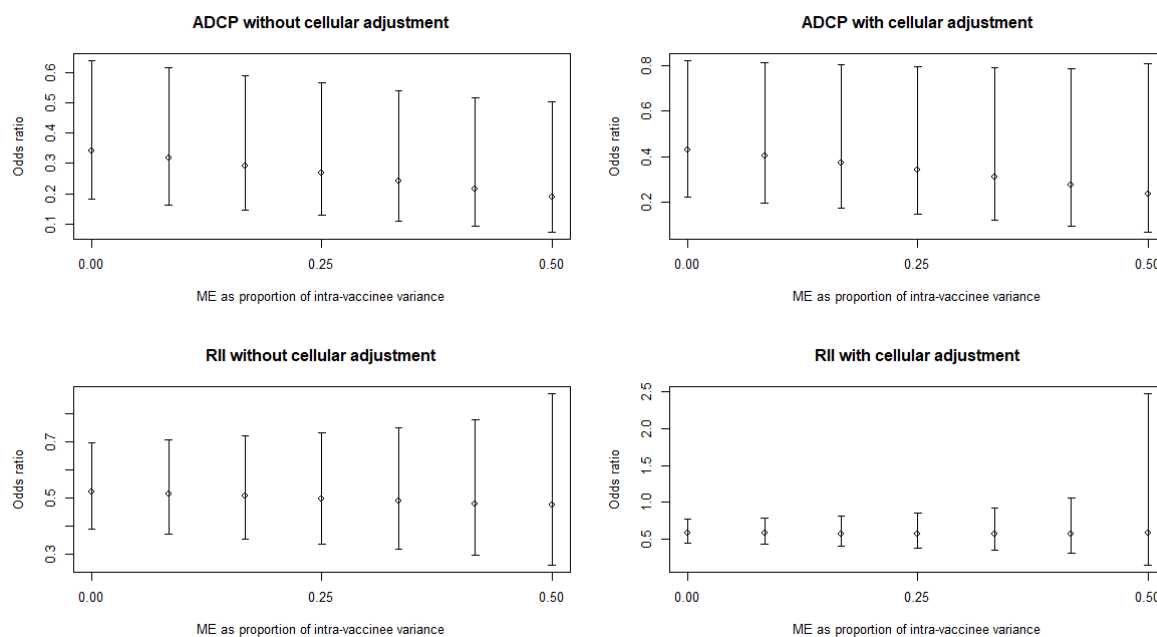 ADCP without cellular adjustment
Odds ratio
0.1 0.2 0.3 0.4 0.5 0.6
0.00 0.25 0.50
ME as proportion of intra-vaccinee variance
ADCP with cellular adjustment
Odds ratio
0.2 0.4 0.6 0.8
0.00 0.25 0.50
ME as proportion of intra-vaccinee variance
RII without cellular adjustment
Odds ratio
0.3 0.5 0.7
0.00 0.25 0.50
ME as proportion of intra-vaccinee variance
RII with cellular adjustment
Odds ratio
0.5 1.0 1.5 2.0 2.5
0.00 0.25 0.50
ME as proportion of intra-vaccinee variance